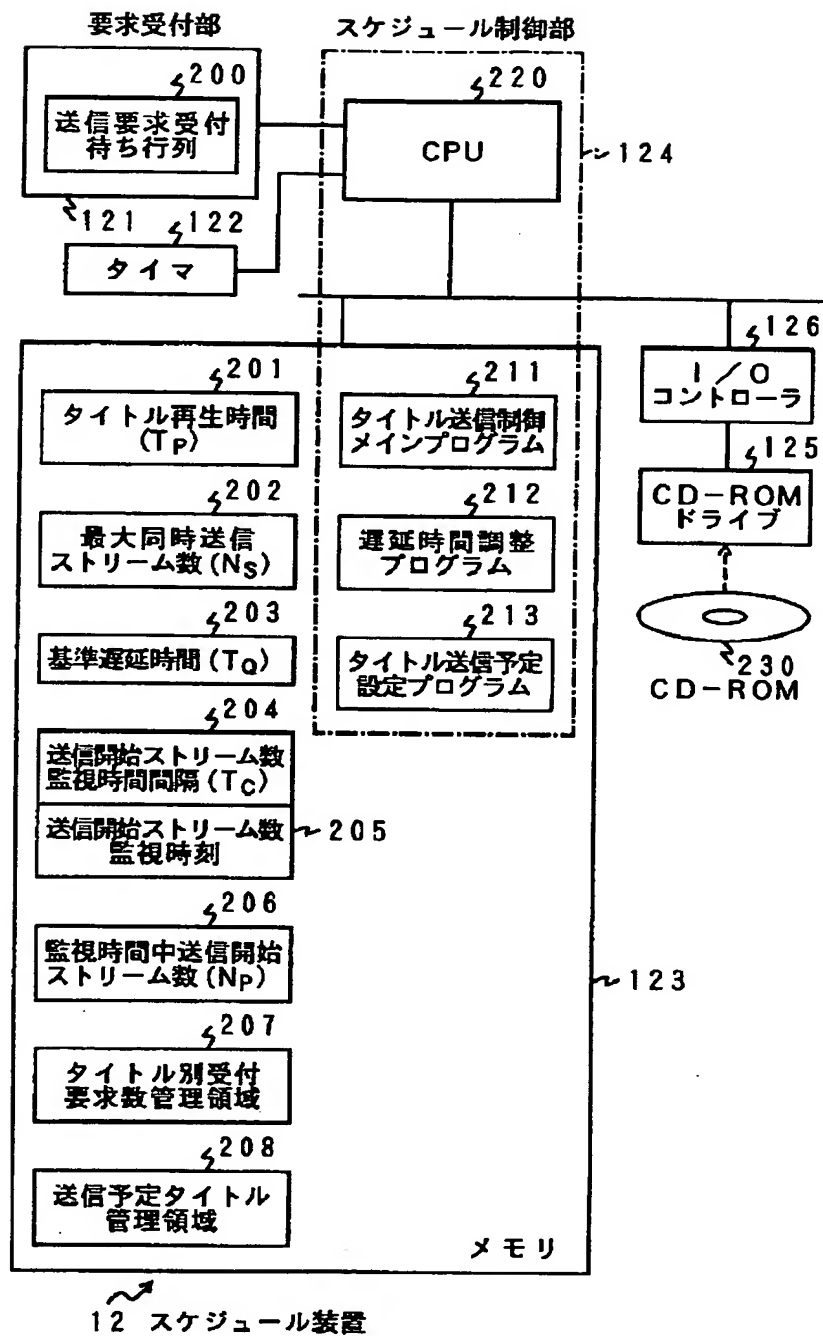 要求受付部
スケジュール制御部
200
送信要求受付
待ち行列
220
CPU
124
121
122
タイマ
126
I/O
コントローラ
125
CD-ROM
ドライブ
230
CD-ROM
201
タイトル再生時間
(TP)
202
最大同時送信
ストリーム数(NS)
203
基準遅延時間(TQ)
204
送信開始ストリーム数
監視時間間隔(TC)
送信開始ストリーム数
監視時刻
205
206
監視時間中送信開始
ストリーム数(NP)
207
タイトル別受付
要求数管理領域
208
送信予定タイトル
管理領域
211
タイトル送信制御
メインプログラム
212
遅延時間調整
プログラム
213
タイトル送信予定
設定プログラム
123
メモリ
12 スケジュール装置